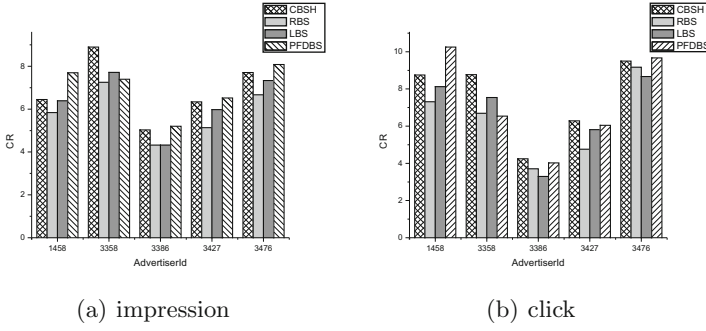 CBSH
RBS
LBS
PFDBS
8
6
4
2
0
CR
1458 3358 3386 3427 3476
AdvertiserId
(a) impression
CBSH
RBS
LBS
PFDBS
10
8
6
4
2
0
CR
1458 3358 3386 3427 3476
AdvertiserId
(b) click